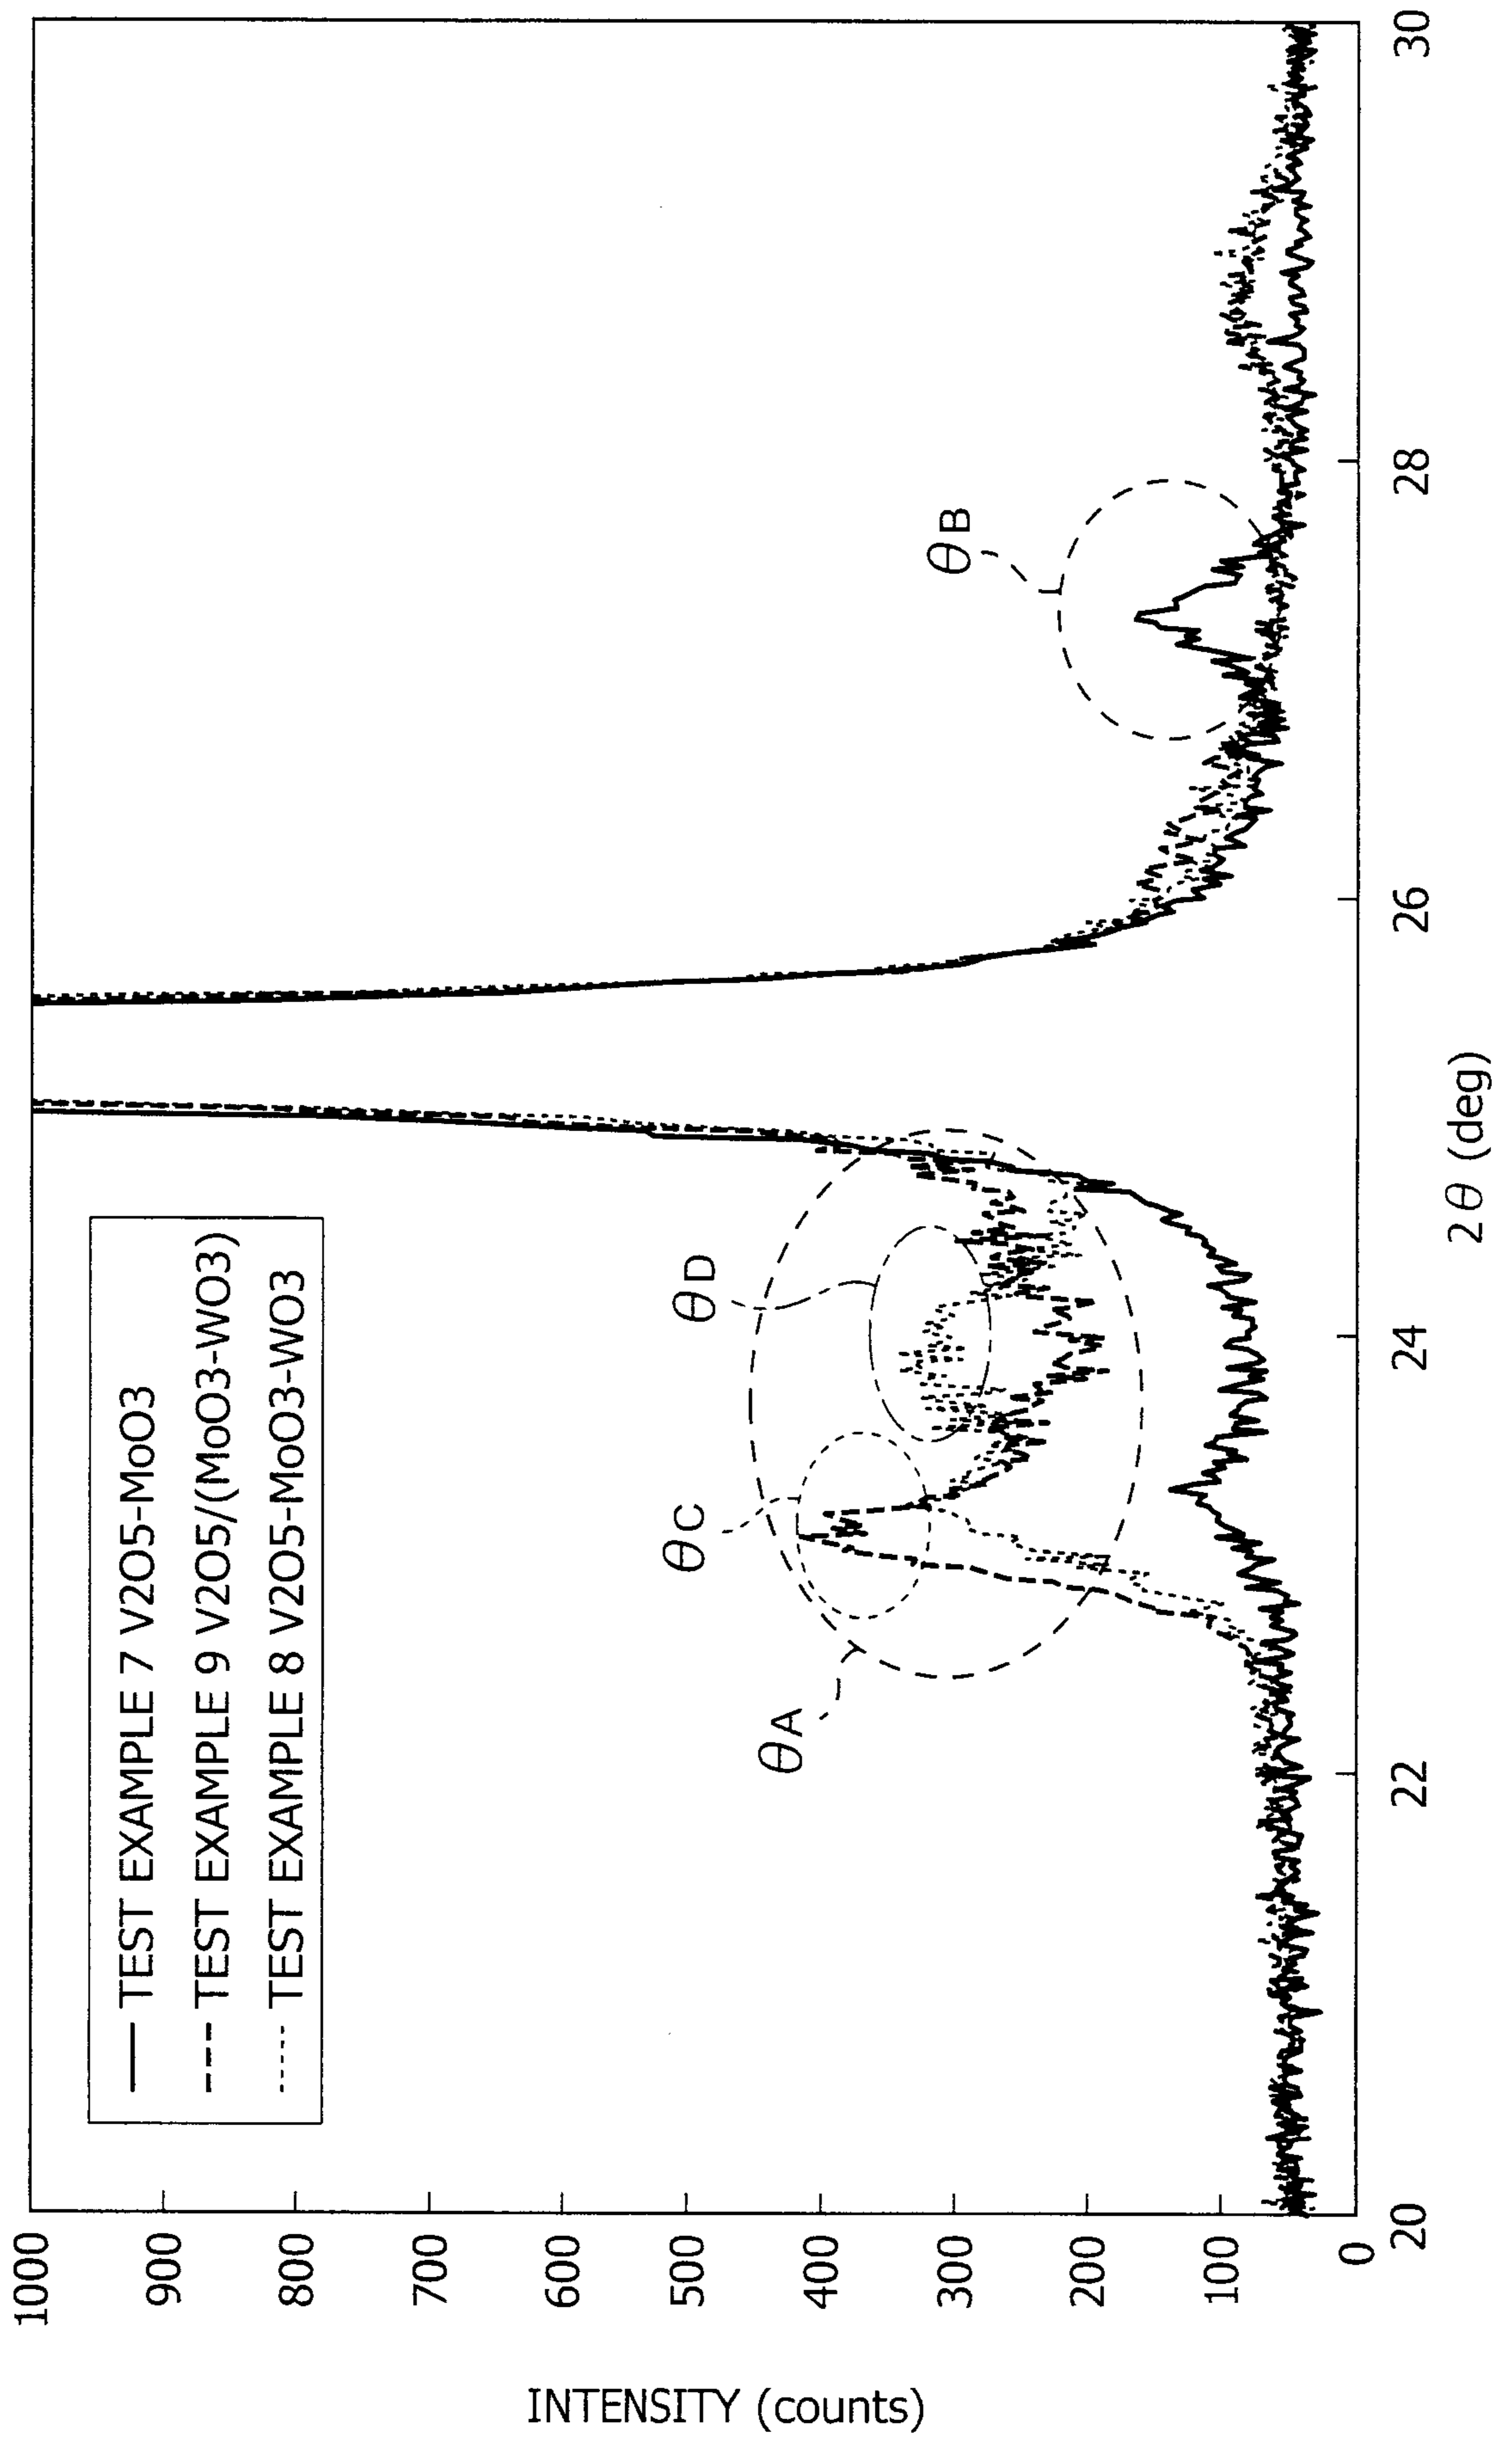 TEST EXAMPLE 7 V2O5-MoO3
TEST EXAMPLE 9 V2O5/(MoO3-WO3)
TEST EXAMPLE 8 V2O5-MoO3-WO3
INTENSITY (counts)
1000
900
800
700
600
500
400
300
200
100
0
θA
θC
θD
θB
20
22
24
26
28
30
2θ (deg)